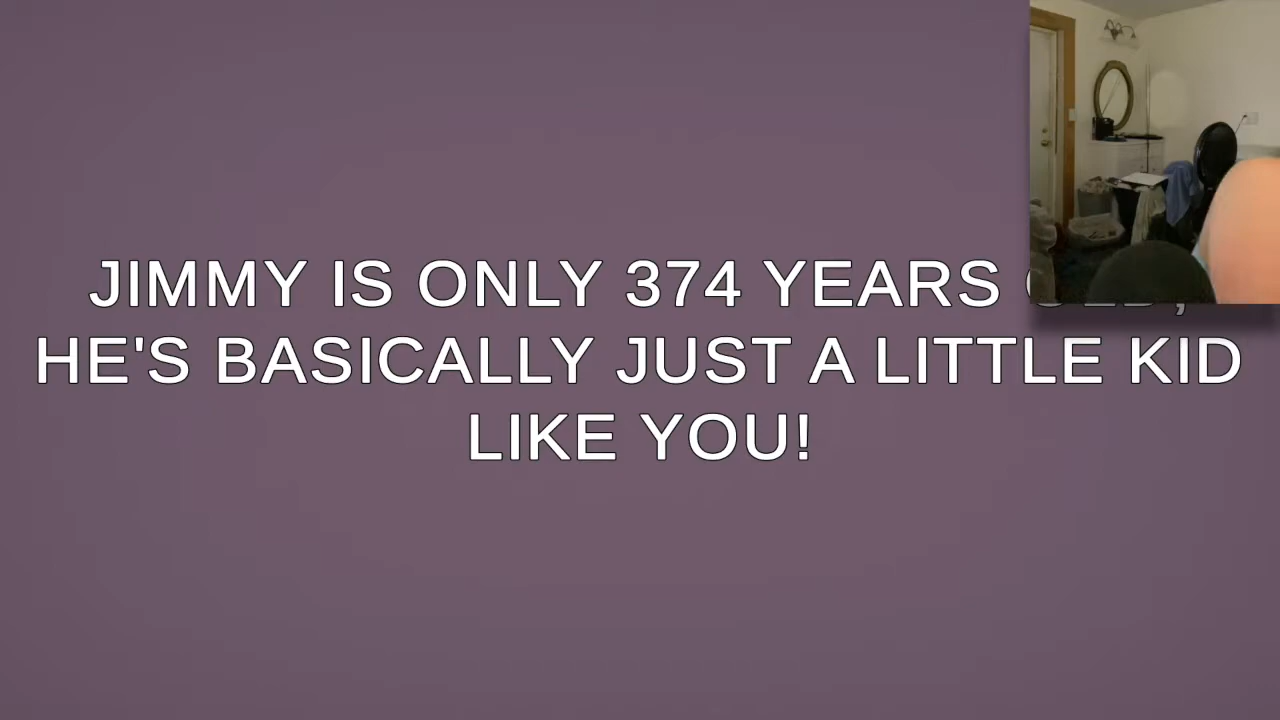 JIMMY IS ONLY 374 YEARS
HE'S BASICALLY JUST A LITTLE KID
LIKE YOU!